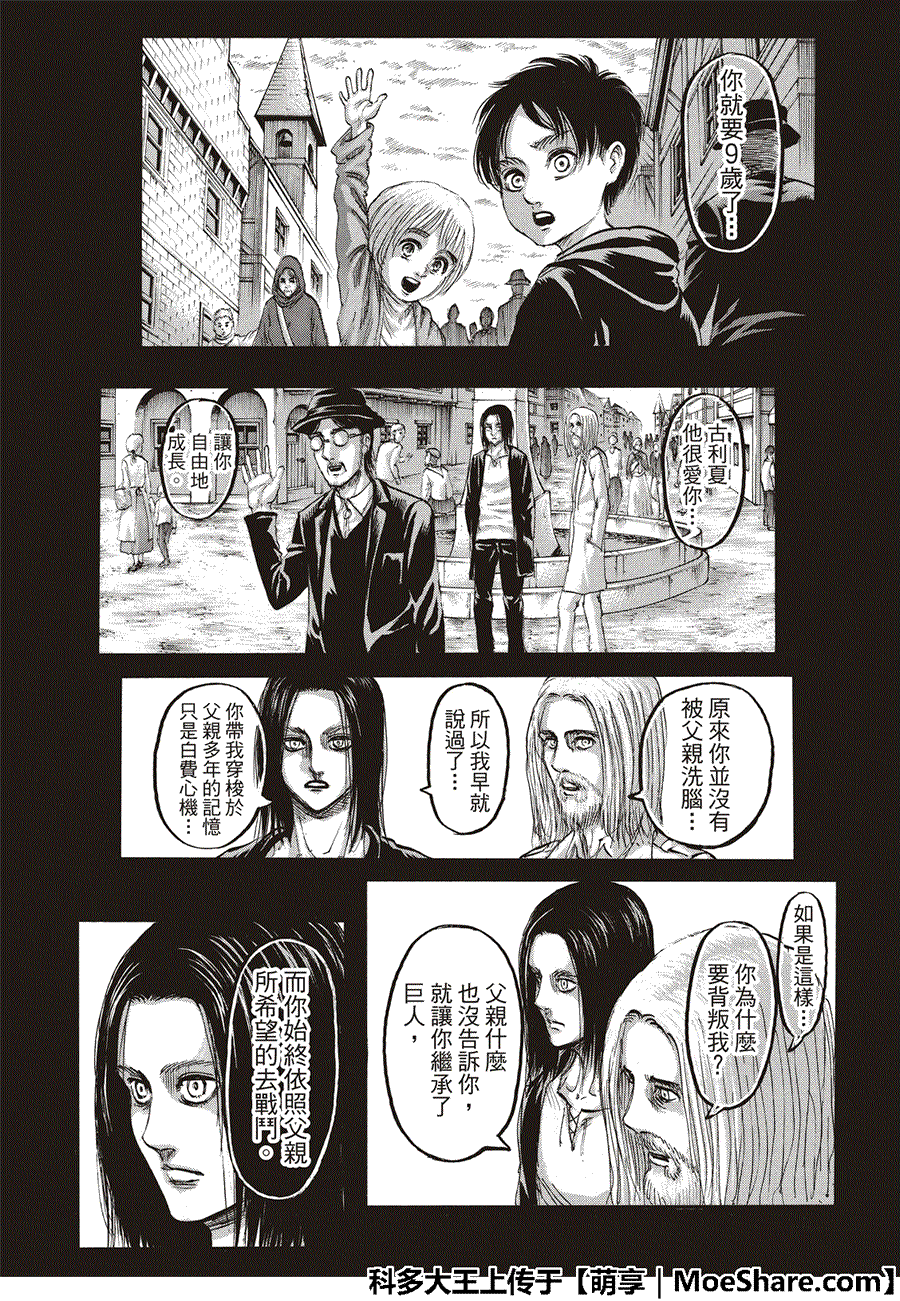 你就要9歲了…
古利夏
他很愛你…
讓你
自由地
成長。
原來你並沒有
被父親洗腦…
所以我早就
說過了…
你帶我穿梭於
父親多年的記憶
只是白費心機…
如果是這樣…
你為什麼
要背叛我?
父親什麼
也沒告訴你,
就讓你繼承了
巨人,
而你始終依照父親
所希望的去戰鬥。
科多大王上传于【萌享｜MoeShare.com】